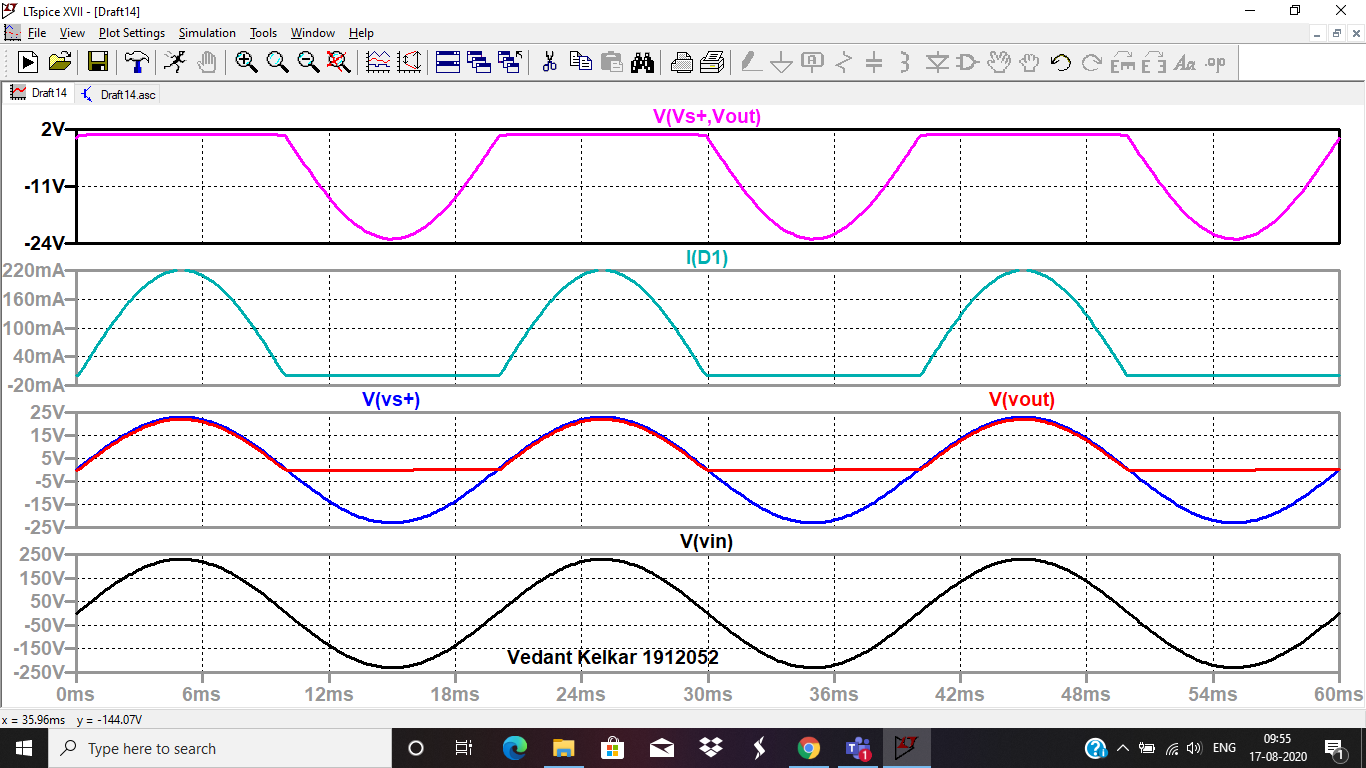 LTspice XVII - [Draft14]
File View Plot Settings Simulation Tools Window Help
Draft14 Draft14.asc
V(Vs+,Vout)
2V
-11V
-24V
I(D1)
220mA
160mA
100mA
40mA
-20mA
V(vs+) V(vout)
25V
15V
5V
-5V
-15V
-25V
V(vin)
250V
150V
50V
-50V
-150V
-250V
Vedant Kelkar 1912052
0ms 6ms 12ms 18ms 24ms 30ms 36ms 42ms 48ms 54ms 60ms
x = 35.96ms y = -144.07V
Type here to search
1
ENG
09:55
17-08-2020
1